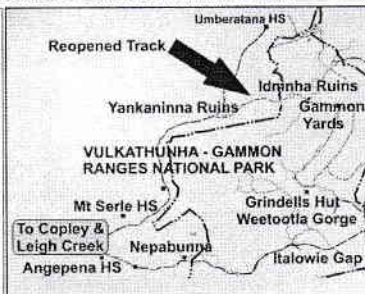 Umberatana HS
Reopened Track
Idninha Ruins
Yankaninna Ruins
Gammon
Yards
VULKATHUNHA - GAMMON
RANGES NATIONAL PARK
Mt Serle HS
Grindells Hut
Weetootla Gorge
To Copley &
Leigh Creek
Nepabunna
Italowie Gap
Angepena HS